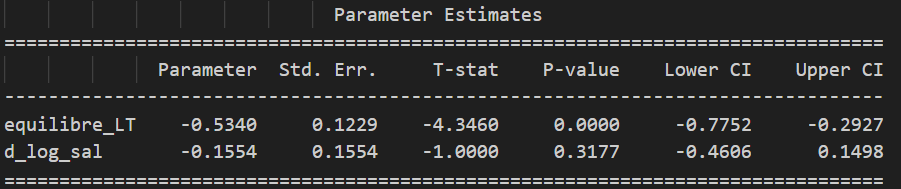 Parameter Estimates
==============================================================================
Parameter Std. Err. T-stat P-value Lower CI Upper CI
------------------------------------------------------------------------------
equilibre_LT -0.5340 0.1229 -4.3460 0.0000 -0.7752 -0.2927
d_log_sal -0.1554 0.1554 -1.0000 0.3177 -0.4606 0.1498
==============================================================================